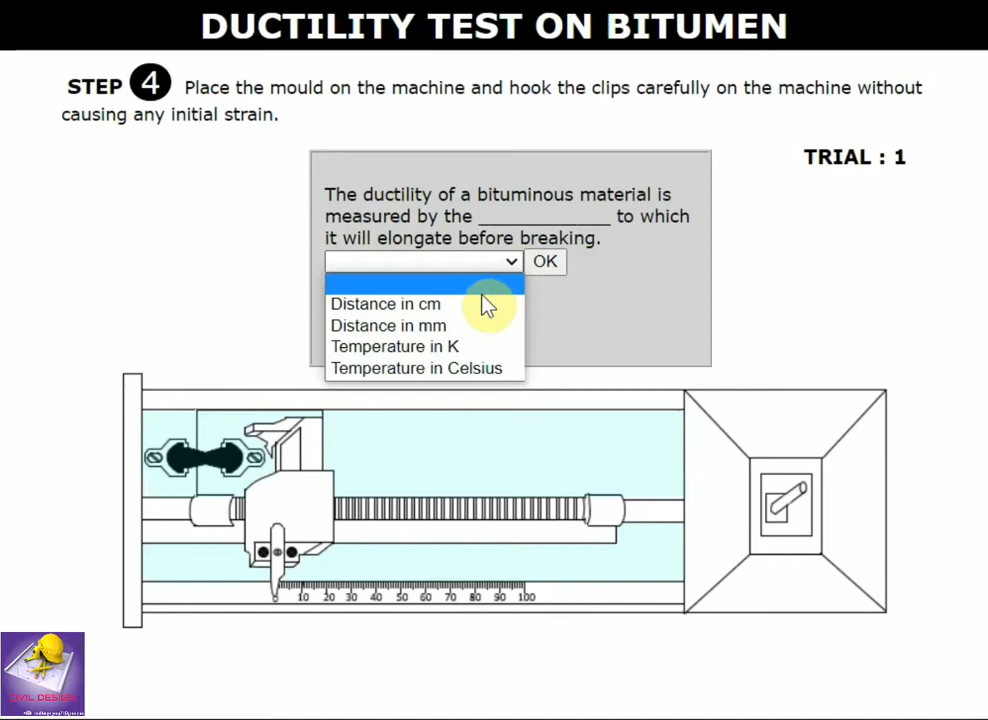 DUCTILITY TEST ON BITUMEN
STEP 4 Place the mould on the machine and hook the clips carefully on the machine without
causing any initial strain.
TRIAL : 1
The ductility of a bituminous material is
measured by the ____________ to which
it will elongate before breaking.
OK
Distance in cm
Distance in mm
Temperature in K
Temperature in Celsius
10 20 30 40 50 60 70 80 90 100
CIVIL DESIGN